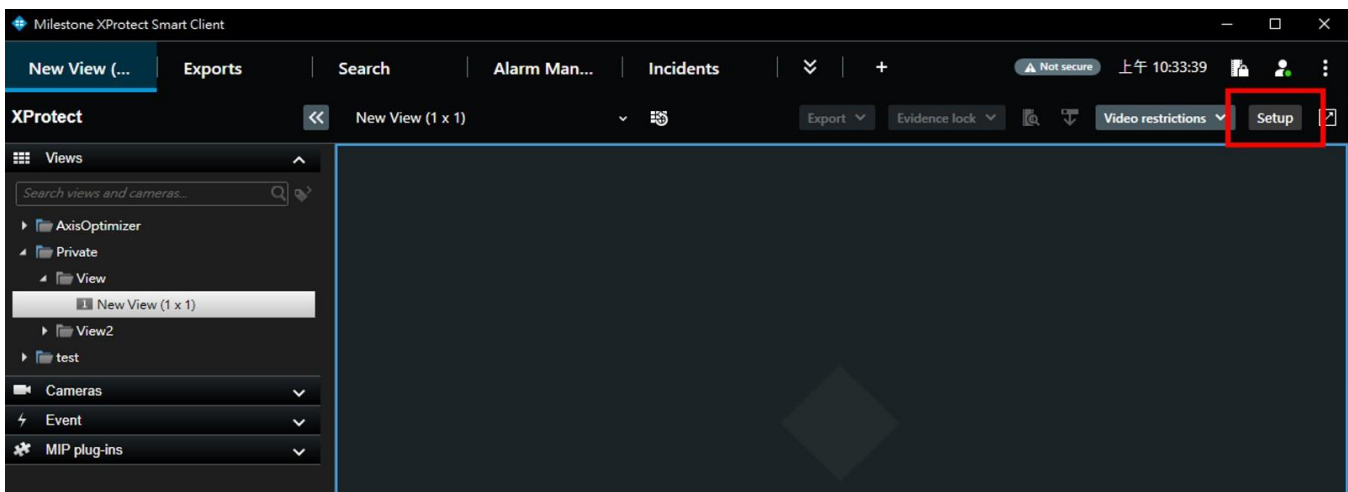 Milestone XProtect Smart Client
New View (... Exports Search Alarm Man... Incidents + Not secure 上午 10:33:39
XProtect New View (1 x 1) Export Evidence lock Video restrictions Setup
Views
Search views and cameras...
AxisOptimizer
Private
View
1 New View (1 x 1)
View2
test
Cameras
Event
MIP plug-ins